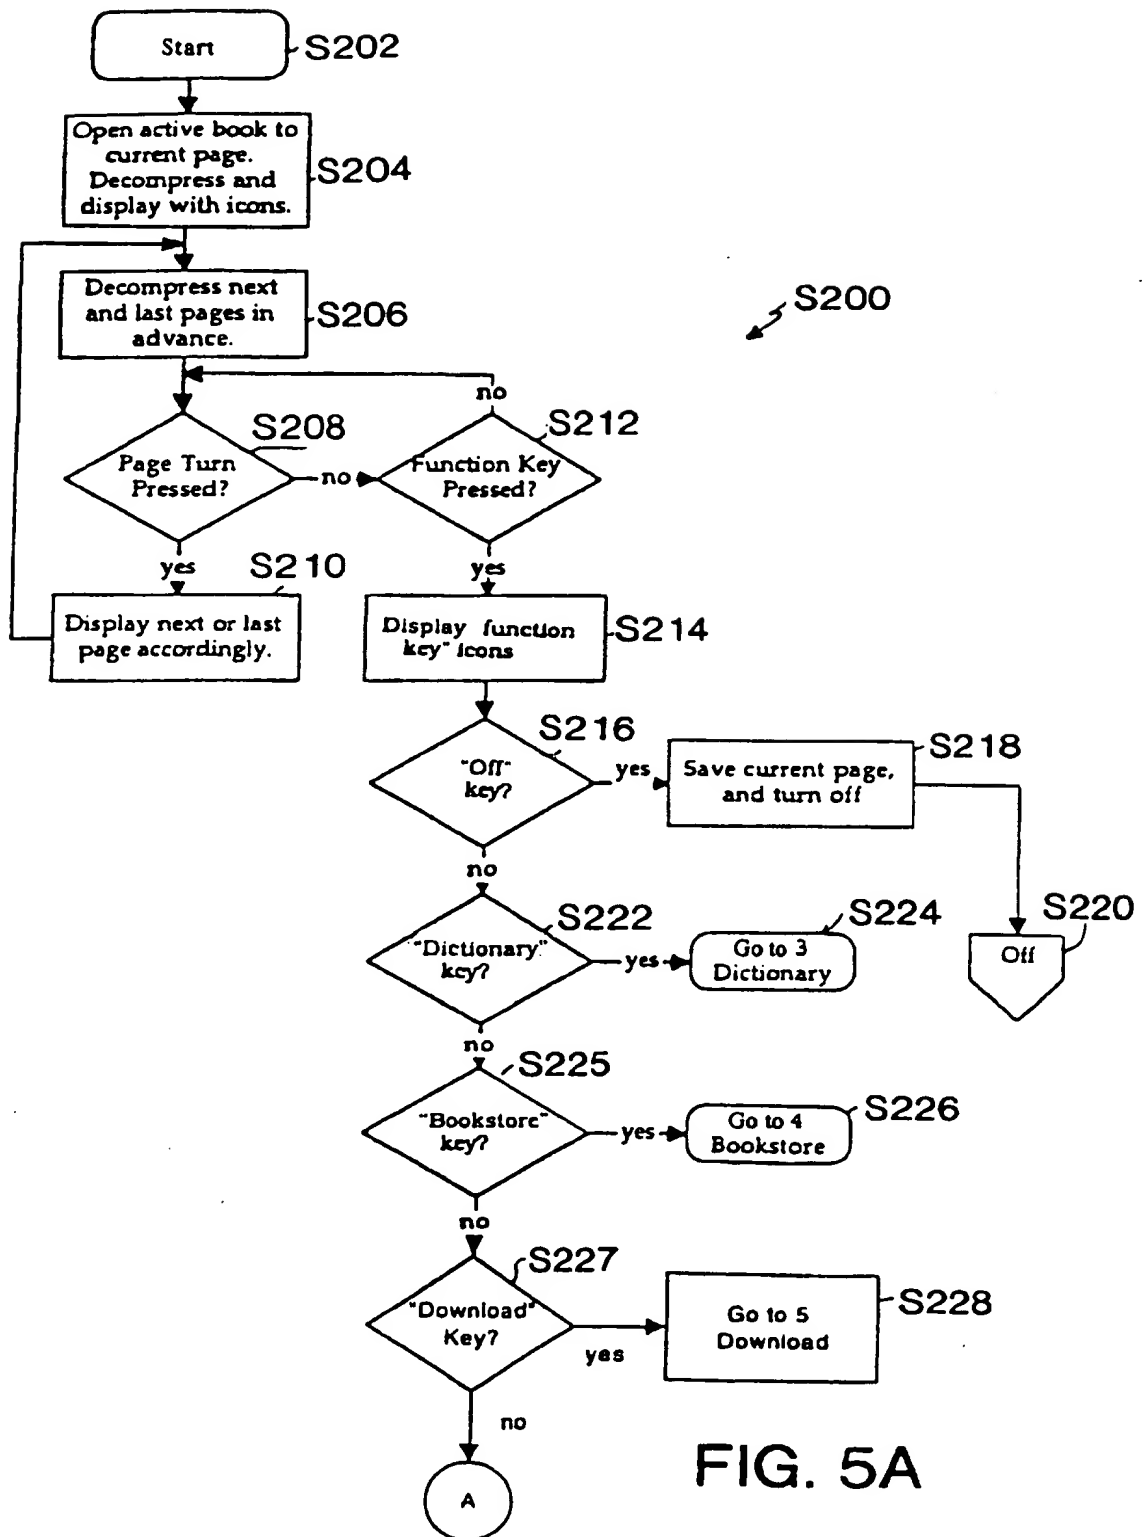 Start
S202
Open active book to
current page.
Decompress and
display with icons.
S204
Decompress next
and last pages in
advance.
S206
S200
no
S208
S212
Page Turn
Pressed?
no
Function Key
Pressed?
yes
S210
yes
Display next or last
page accordingly.
Display function
key" icons
S214
S216
"Off"
key?
yes
Save current page,
and turn off
S218
no
S222
"Dictionary"
key?
yes
S224
Go to 3
Dictionary
S220
Off
no
S225
"Bookstore"
key?
yes
Go to 4
Bookstore
S226
no
S227
"Download"
Key?
yes
Go to 5
Download
S228
no
A
FIG. 5A